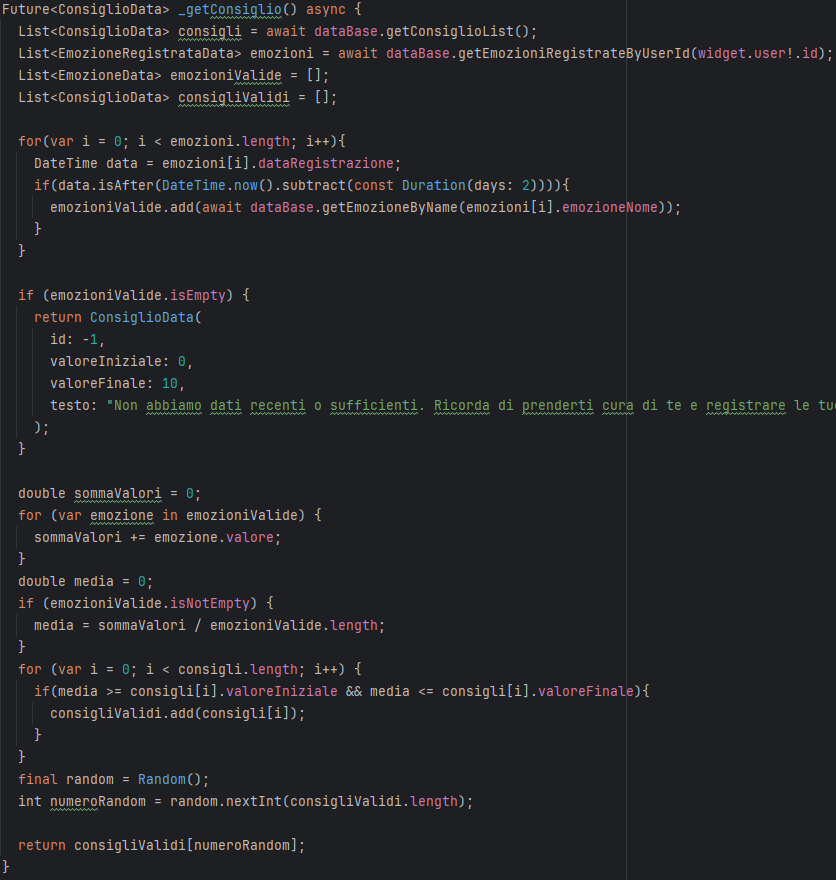 Future<ConsiglioData> _getConsiglio() async {
  List<ConsiglioData> consigli = await dataBase.getConsiglioList();
  List<EmozioneRegistrataData> emozioni = await dataBase.getEmozioniRegistrateByUserId(widget.user!.id);
  List<EmozioneData> emozioniValide = [];
  List<ConsiglioData> consigliValidi = [];

  for(var i = 0; i < emozioni.length; i++){
    DateTime data = emozioni[i].dataRegistrazione;
    if(data.isAfter(DateTime.now().subtract(const Duration(days: 2)))){
      emozioniValide.add(await dataBase.getEmozioneByName(emozioni[i].emozioneNome));
    }
  }

  if (emozioniValide.isEmpty) {
    return ConsiglioData(
      id: -1,
      valoreIniziale: 0,
      valoreFinale: 10,
      testo: "Non abbiamo dati recenti o sufficienti. Ricorda di prenderti cura di te e registrare le
    );
  }

  double sommaValori = 0;
  for (var emozione in emozioniValide) {
    sommaValori += emozione.valore;
  }
  double media = 0;
  if (emozioniValide.isNotEmpty) {
    media = sommaValori / emozioniValide.length;
  }
  for (var i = 0; i < consigli.length; i++) {
    if(media >= consigli[i].valoreIniziale && media <= consigli[i].valoreFinale){
      consigliValidi.add(consigli[i]);
    }
  }
  final random = Random();
  int numeroRandom = random.nextInt(consigliValidi.length);

  return consigliValidi[numeroRandom];
}